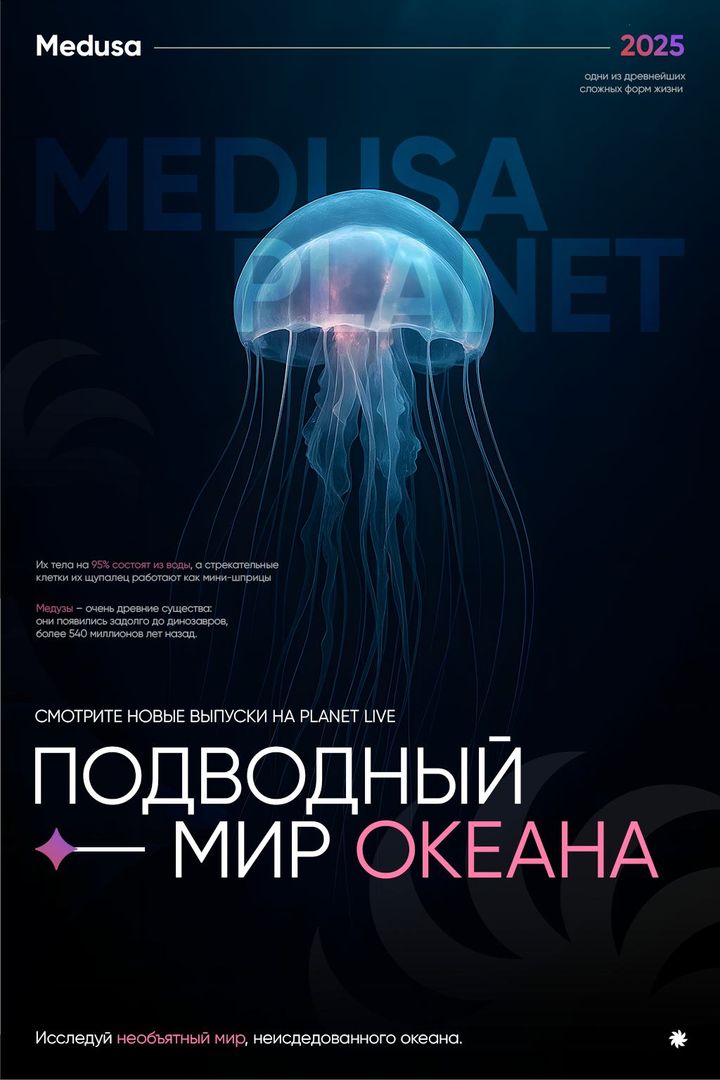 Medusa
2025
одни из древнейших
сложных форм жизни
MEDUSA
PLANET
Их тела на 95% состоят из воды, а стрекательные
клетки их щупалец работают как мини-шприцы
Медузы – очень древние существа:
они появились задолго до динозавров,
более 540 миллионов лет назад.
СМОТРИТЕ НОВЫЕ ВЫПУСКИ НА PLANET LIVE
ПОДВОДНЫЙ
МИР ОКЕАНА
Исследуй необъятный мир, неисдедованного океана.